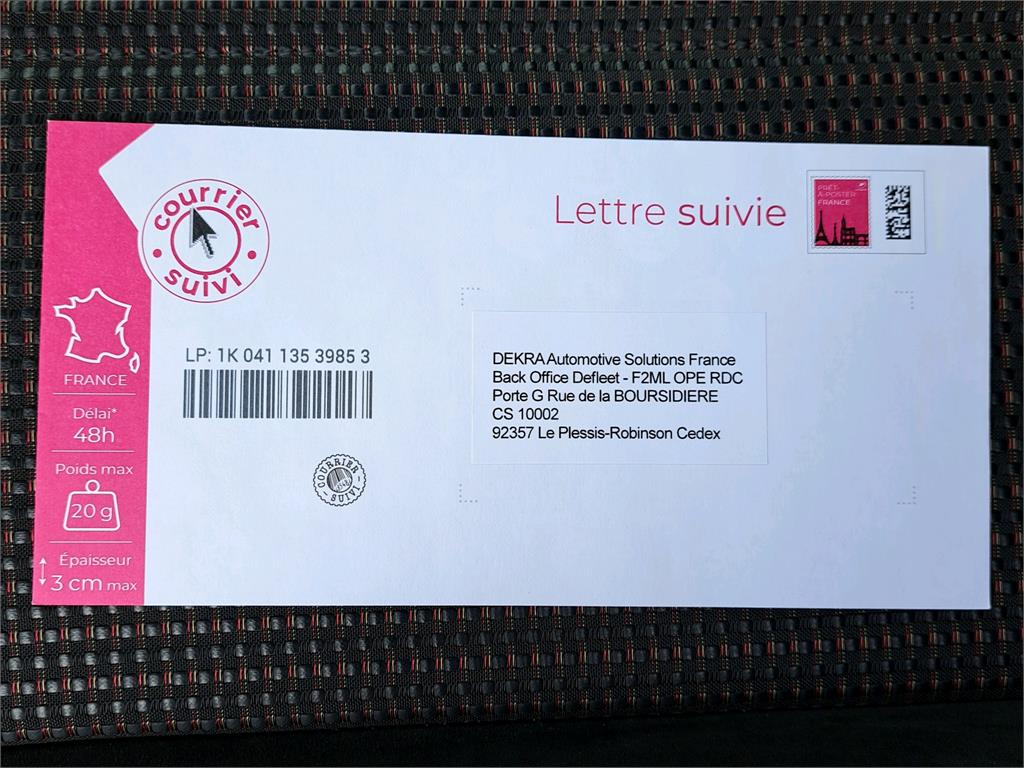 courrier
suivi
Lettre suivie
PRÊT-
À-POSTER
FRANCE
LP: 1K 041 135 3985 3
COURRIER
SUIVI
DEKRA Automotive Solutions France
Back Office Defleet - F2ML OPE RDC
Porte G Rue de la BOURSIDIERE
CS 10002
92357 Le Plessis-Robinson Cedex
FRANCE
Délai*
48h
Poids max
20 g
Épaisseur
3 cm max